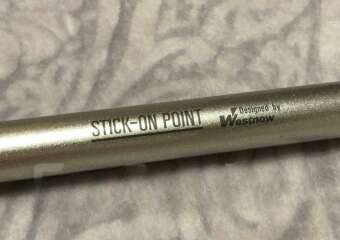 STICK-ON POINT
Designed by
Westnow